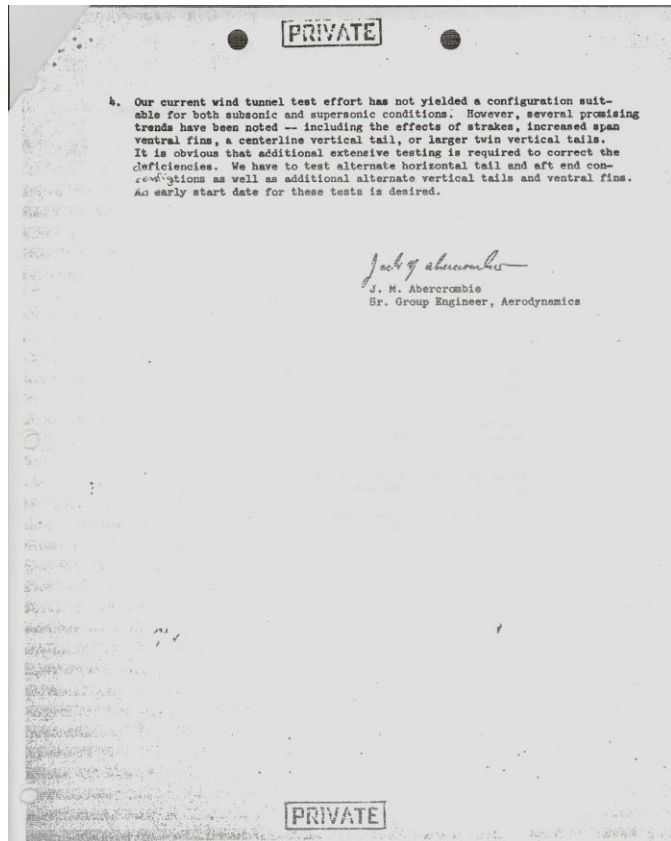 PRIVATE
4. Our current wind tunnel test effort has not yielded a configuration suit-
able for both subsonic and supersonic conditions. However, several promising
trends have been noted -- including the effects of strakes, increased span
ventral fins, a centerline vertical tail, or larger twin vertical tails.
It is obvious that additional extensive testing is required to correct the
deficiencies. We have to test alternate horizontal tail and aft end con-
figurations as well as additional alternate vertical tails and ventral fins.
An early start date for these tests is desired.
J. M. Abercrombie
Sr. Group Engineer, Aerodynamics
PRIVATE